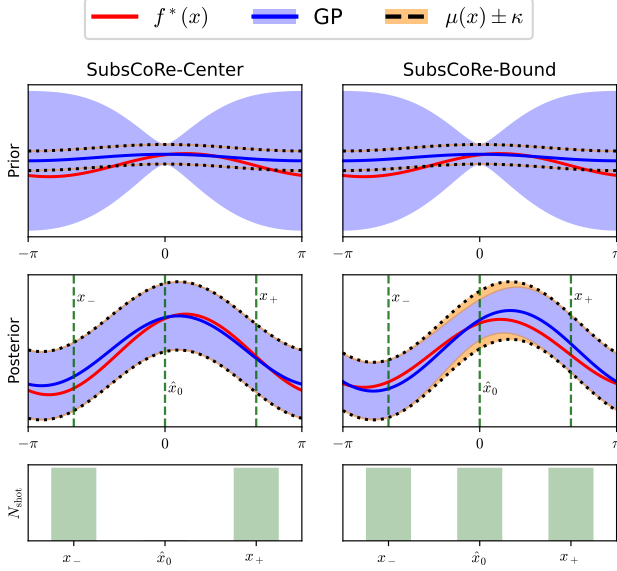 f*(x) GP μ(x) ± κ
SubsCoRe-Center SubsCoRe-Bound
Prior
−π 0 π −π 0 π
Posterior
x₋ x₊ x₋ x₊
x̂₀ x̂₀
−π 0 π −π 0 π
N_shot
x₋ x̂₀ x₊ x₋ x̂₀ x₊